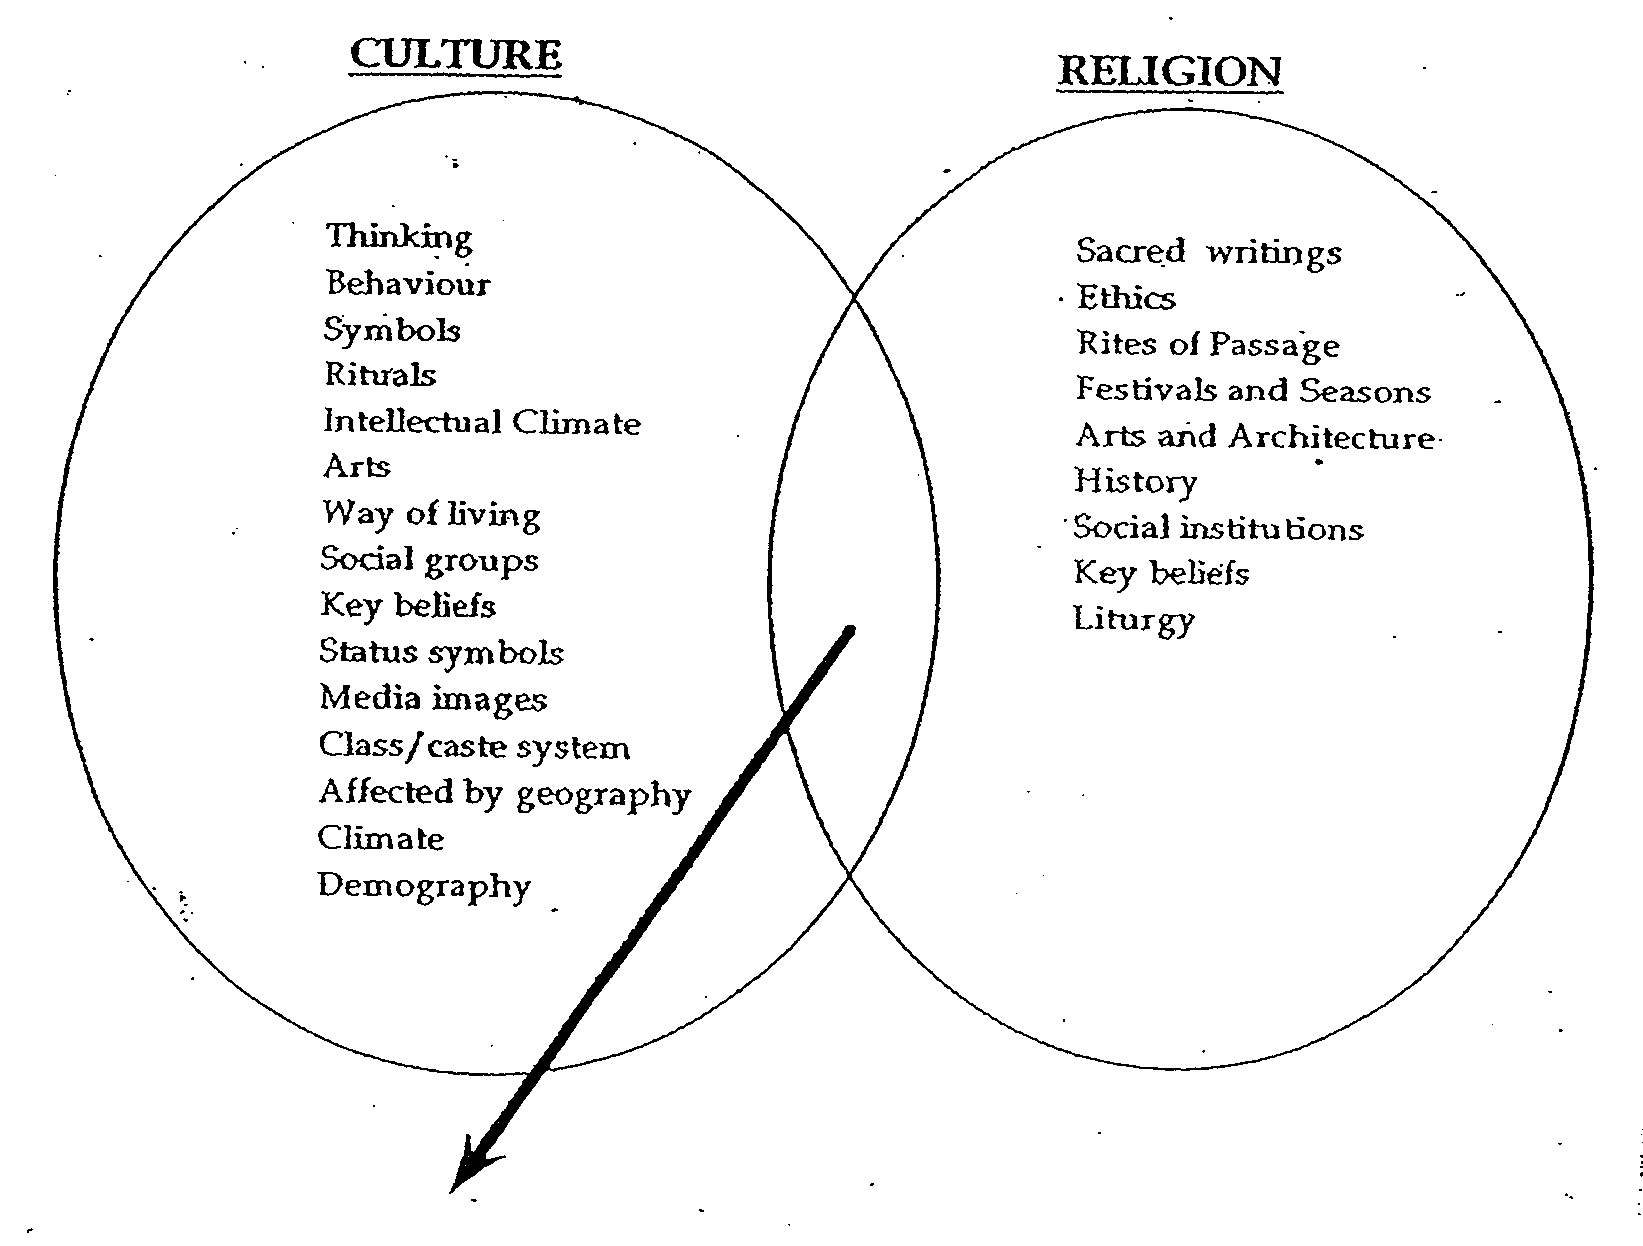 CULTURE
Thinking
Behaviour
Symbols
Rituals
Intellectual Climate
Arts
Way of living
Social groups
Key beliefs
Status symbols
Media images
Class/caste system
Affected by geography
Climate
Demography
RELIGION
Sacred writings
Ethics
Rites of Passage
Festivals and Seasons
Arts and Architecture
History
Social institutions
Key beliefs
Liturgy